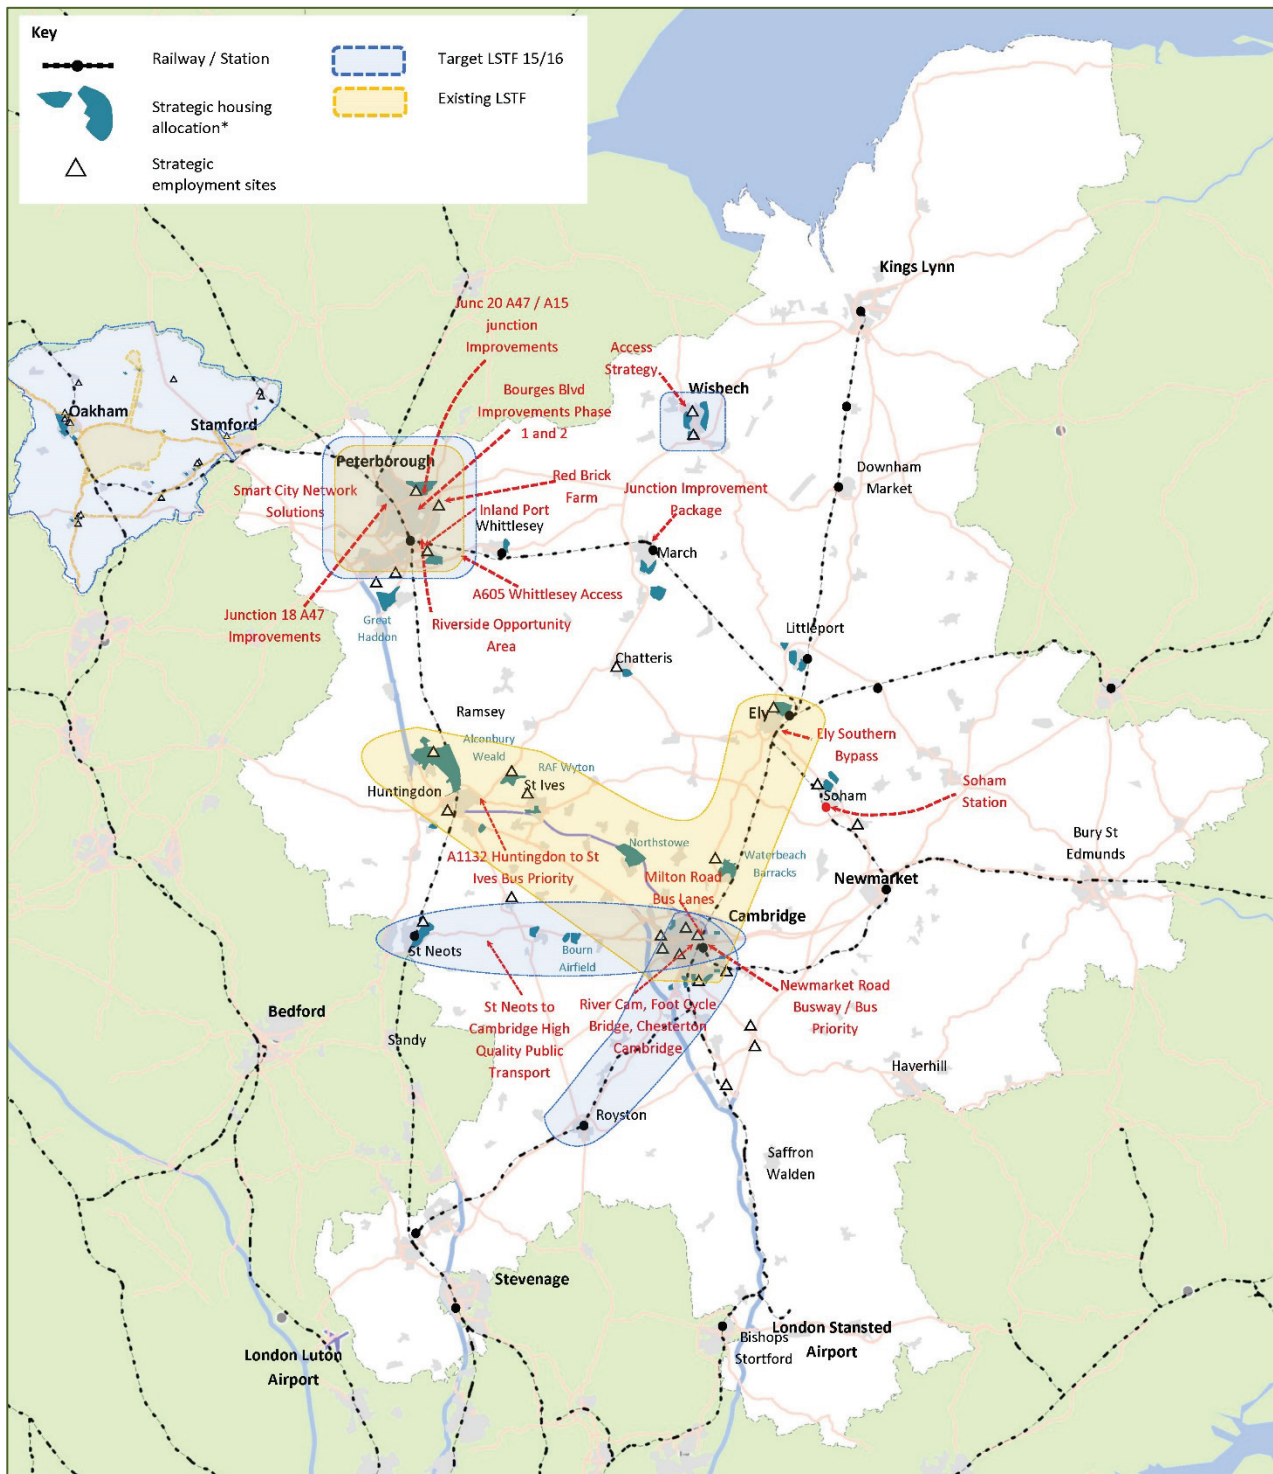 Key
Railway / Station
Target LSTF 15/16
Strategic housing
allocation*
Existing LSTF
Strategic
employment sites
Kings Lynn
Junc 20 A47 / A15
junction
Improvements
Access
Strategy
Wisbech
Bourges Blvd
Improvements Phase
1 and 2
Oakham
Stamford
Peterborough
Smart City Network
Solutions
Red Brick
Farm
Inland Port
Whittlesey
Junction Improvement
Package
Downham
Market
March
A605 Whittlesey Access
Junction 18 A47
Improvements
Great
Haddon
Riverside Opportunity
Area
Littleport
Chatteris
Ramsey
Ely
Ely Southern
Bypass
Alconbury
Weald
RAF Wyton
St Ives
Huntingdon
Soham
Soham
Station
Bury St
Edmunds
Northstowe
A1132 Huntingdon to St
Ives Bus Priority
Waterbeach
Barracks
Milton Road
Bus Lanes
Newmarket
Cambridge
St Neots
Bourn
Airfield
St Neots to
Cambridge High
Quality Public
Transport
River Cam, Foot Cycle
Bridge, Chesterton
Cambridge
Newmarket Road
Busway / Bus
Priority
Bedford
Sandy
Haverhill
Royston
Saffron
Walden
Stevenage
London Luton
Airport
Bishops
Stortford
London Stansted
Airport